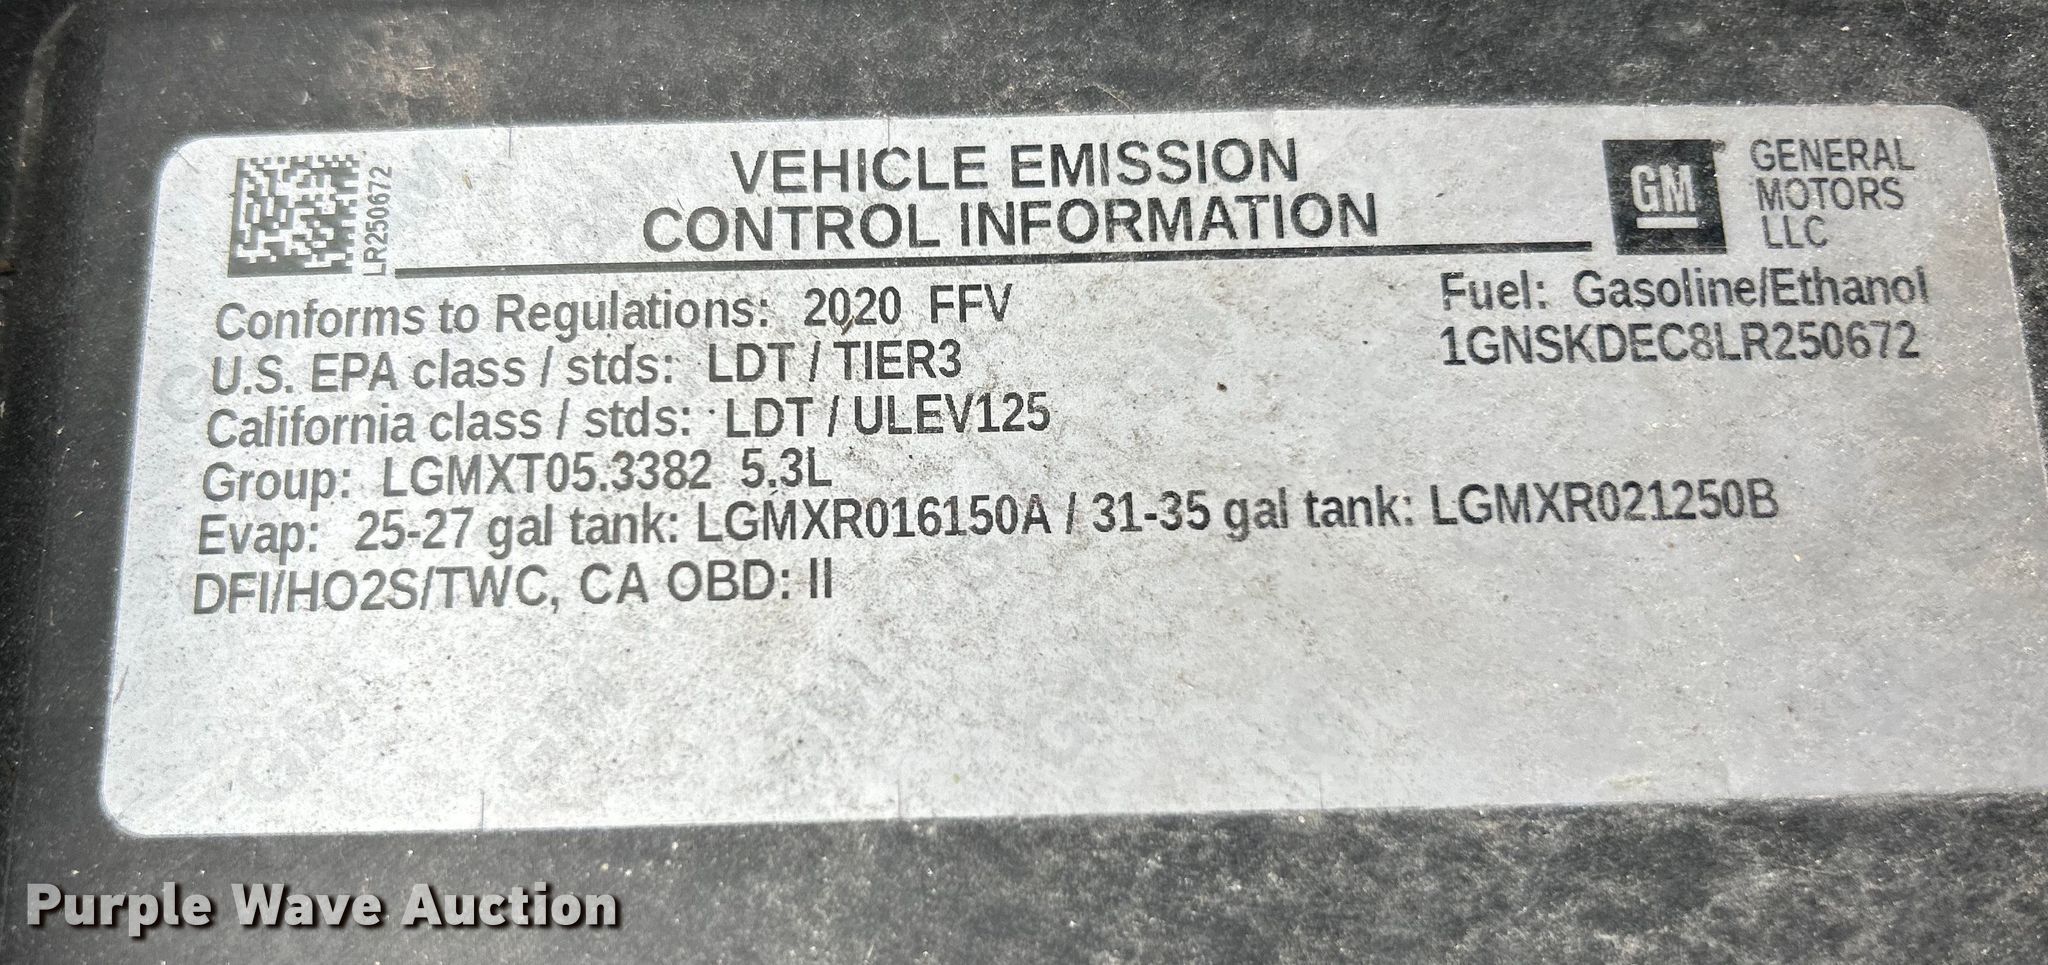 LR250672
VEHICLE EMISSION
CONTROL INFORMATION
GM
GENERAL
MOTORS
LLC
Conforms to Regulations: 2020 FFV
Fuel: Gasoline/Ethanol
U.S. EPA class / stds: LDT / TIER3
1GNSKDEC8LR250672
California class / stds: LDT / ULEV125
Group: LGMXT05.3382 5.3L
Evap: 25-27 gal tank: LGMXR016150A / 31-35 gal tank: LGMXR021250B
DFI/HO2S/TWC, CA OBD: II
Purple Wave Auction